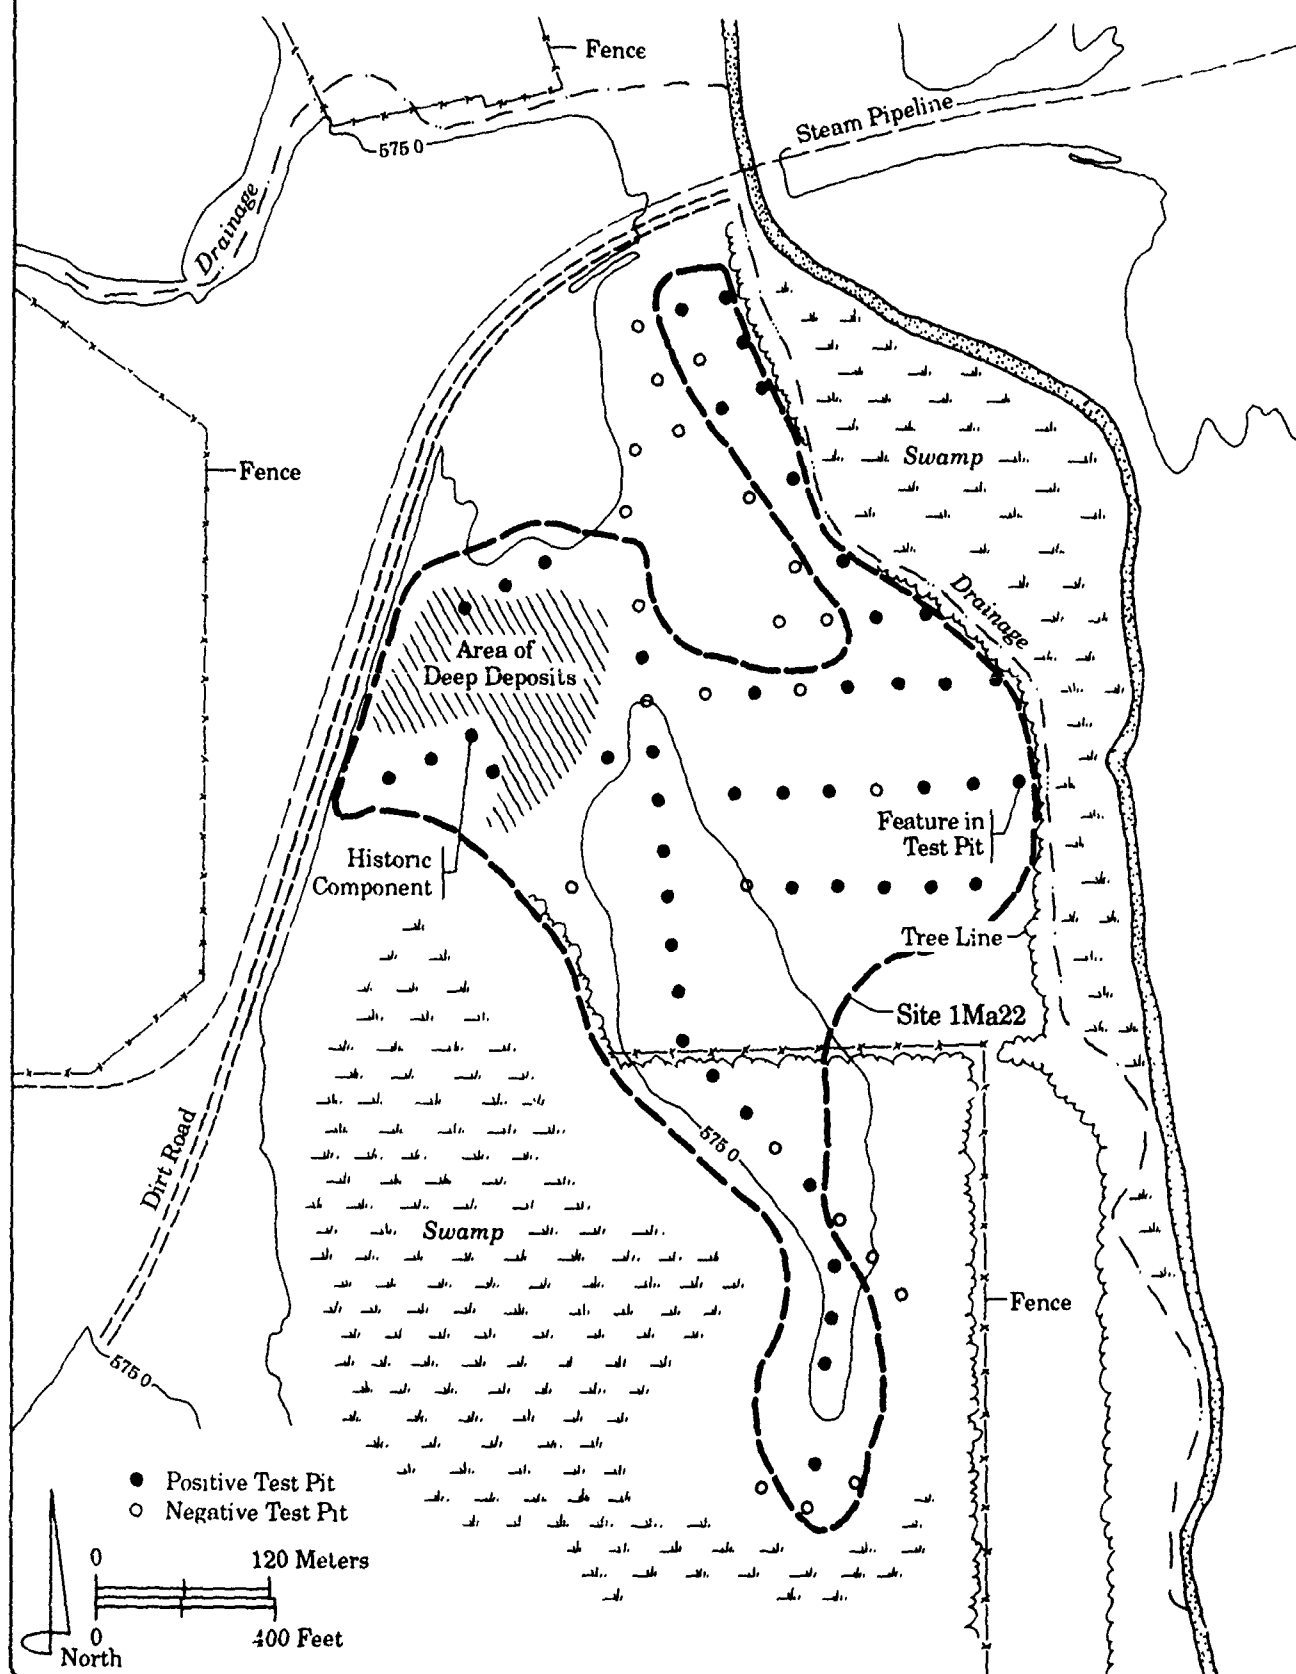 Fence
Steam Pipeline
575 0
Drainage
Fence
Swamp
Drainage
Area of
Deep Deposits
Feature in
Test Pit
Historic
Component
Tree Line
Site 1Ma22
Dirt Road
575 0
Swamp
Fence
575 0
Positive Test Pit
Negative Test Pit
0 120 Meters
0 400 Feet
North